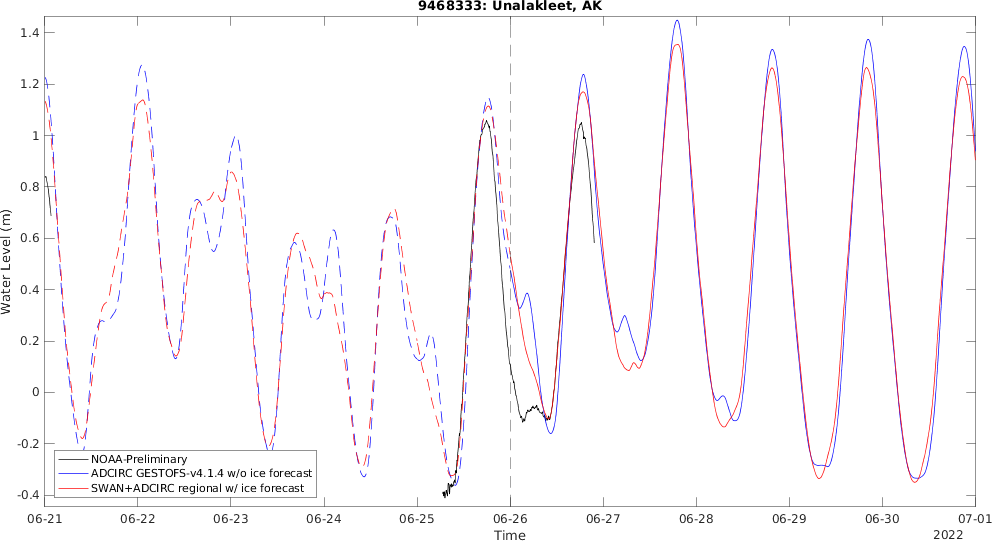 9468333: Unalakleet, AK
Water Level (m)
1.4
1.2
1
0.8
0.6
0.4
0.2
0
-0.2
-0.4
NOAA-Preliminary
ADCIRC GESTOFS-v4.1.4 w/o ice forecast
SWAN+ADCIRC regional w/ ice forecast
06-21 06-22 06-23 06-24 06-25 06-26 06-27 06-28 06-29 06-30 07-01
Time
2022